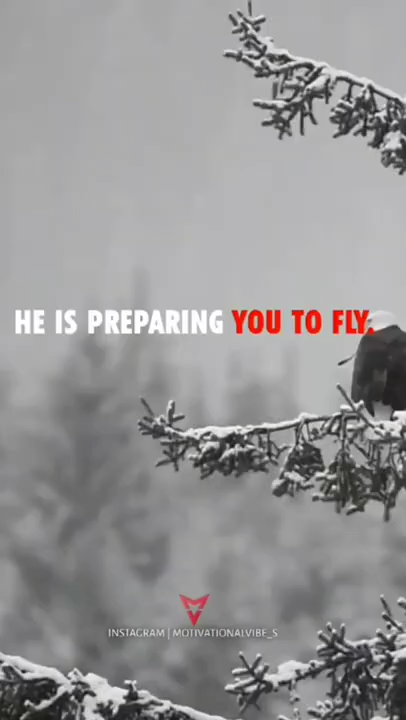 HE IS PREPARING YOU TO FLY.
INSTAGRAM | MOTIVATIONALVIBE_S